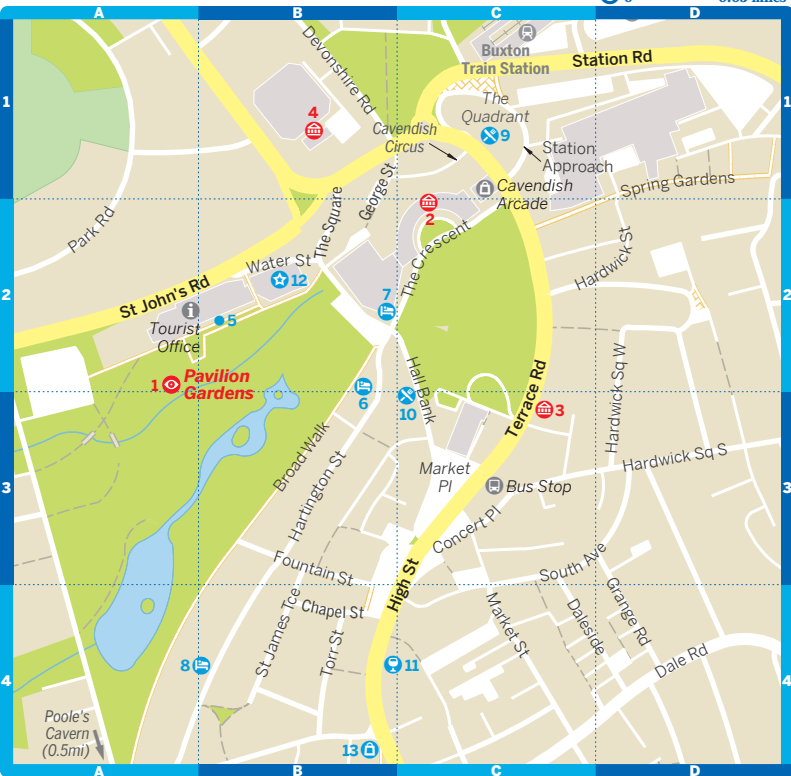 A
B
C
D
1
Devonshire Rd
Buxton
Train Station
Station Rd
1
4
The
Quadrant
Cavendish
Circus
9
Station
Approach
Cavendish
Arcade
Spring Gardens
Park Rd
The Square
George St
2
The Crescent
Hardwick St
2
Water St
12
St John's Rd
7
2
Tourist
Office
5
1
Pavilion
Gardens
6
10
Hall Bank
Terrace Rd
3
Hardwick Sq W
Hardwick Sq S
3
Broad Walk
Hartington St
Market
Pl
Bus Stop
3
Concert Pl
Fountain St
South Ave
High St
Chapel St
St James Tce
Torr St
Market St
Daleside
Grange Rd
Dale Rd
4
8
11
4
Poole's
Cavern
(0.5mi)
13
A
B
C
D